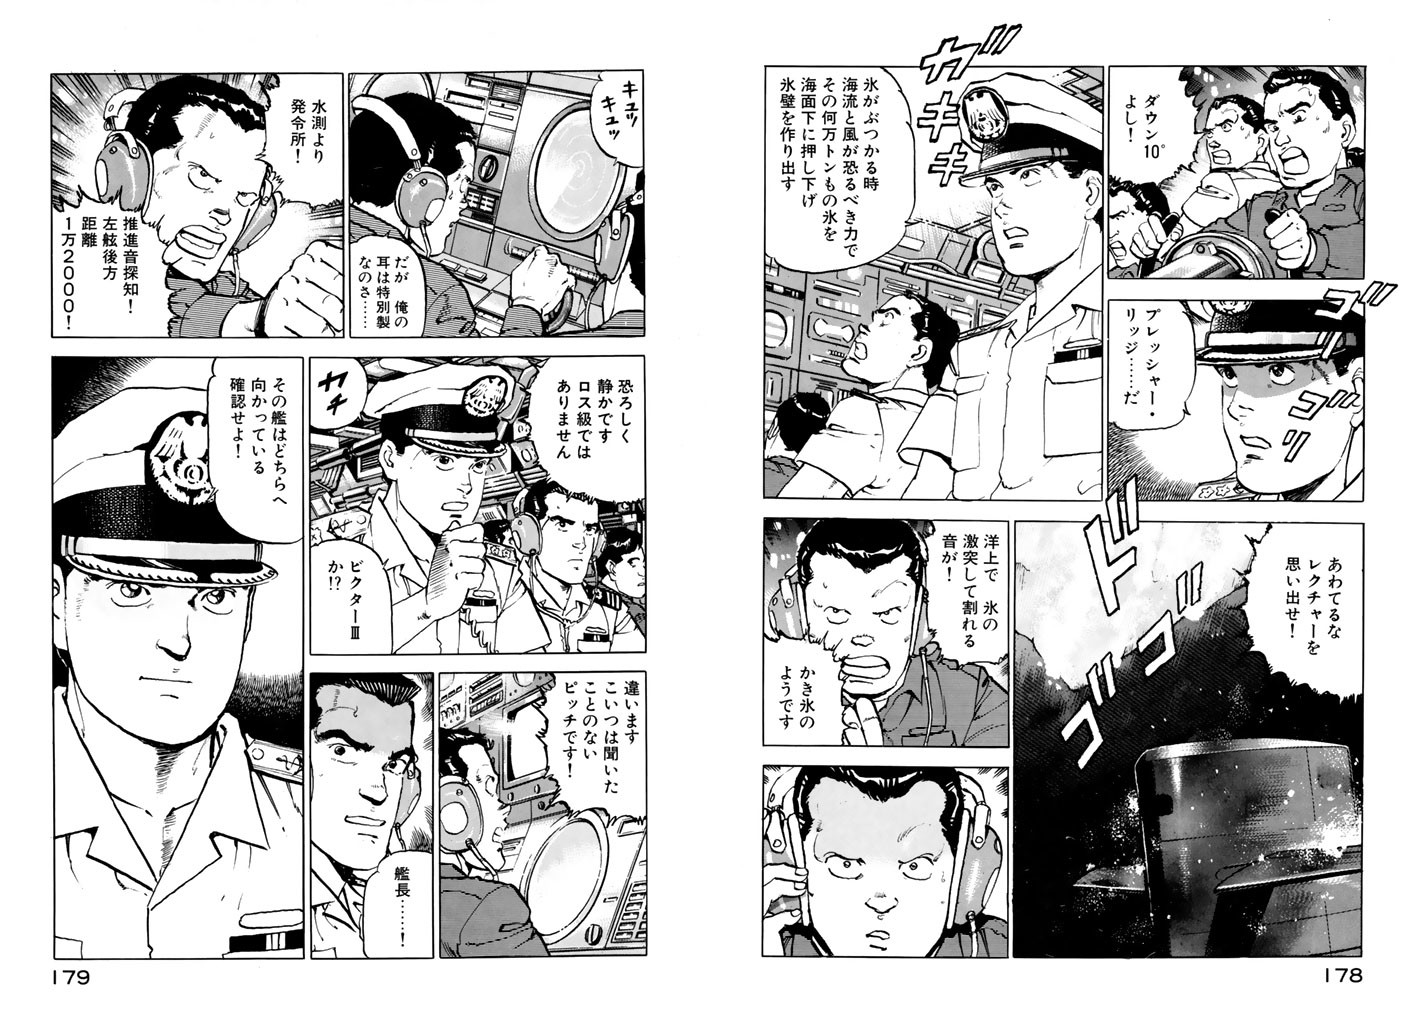 ダウン10°
よし!
ガガ
キキキ
氷がぶつかる時
海流と風が恐るべき力で
その何万トンもの氷を
海面下に押し下げ
氷壁を作り出す
ゴゴゴッ
プレッシャー・
リッジ……だ
あわてるな
レクチャーを
思い出せ!
ドドッ
ゴゴッ
洋上で 氷の
激突して割れる
音が!
かき氷の
ようです
178
キュッ
キュッ
だが 俺の
耳は特別製
なのさ……
水測より
発令所!
推進音探知!
左舷後方
距離
1万2000!
恐ろしく
静かです
ロス級では
ありません
カチ
ビクターⅢ
か!?
その艦はどちらへ
向かっている
確認せよ!
違います
こいつは聞いた
ことのない
ピッチです!
艦長……!
179